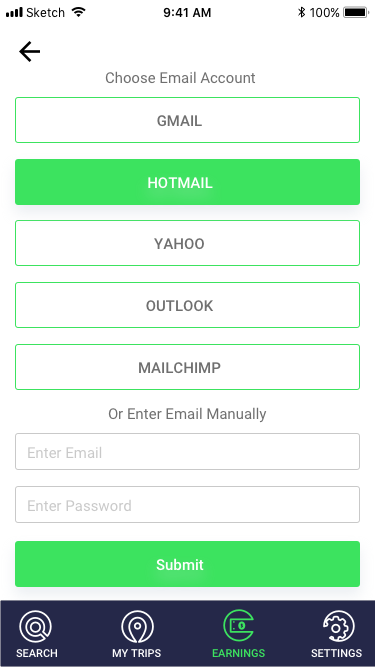 Sketch 9:41 AM 100%
Choose Email Account
GMAIL
HOTMAIL
YAHOO
OUTLOOK
MAILCHIMP
Or Enter Email Manually
Enter Email
Enter Password
Submit
SEARCH MY TRIPS EARNINGS SETTINGS